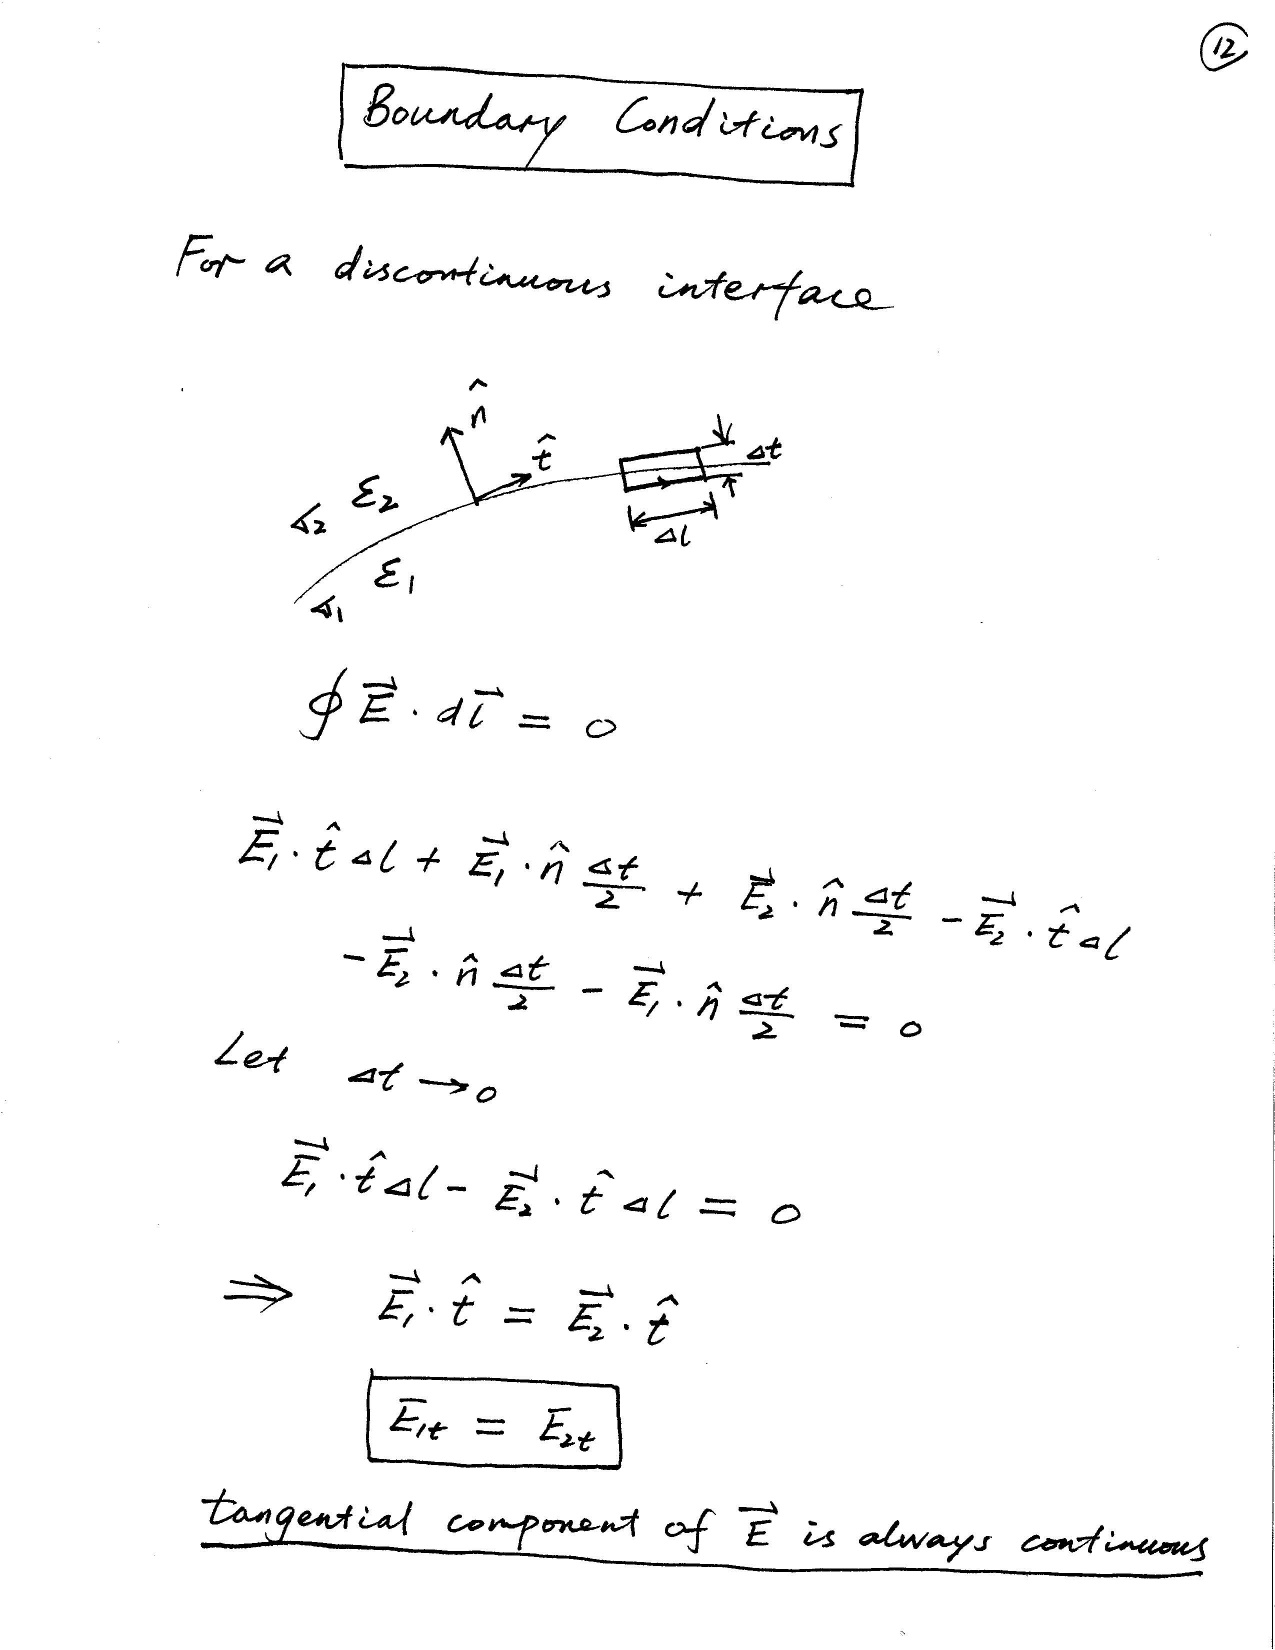 12
Boundary Conditions
For a discontinuous interface
n̂
t̂
Δt
ε₂
Δl
ε₁
∮ E⃗ · dl⃗ = 0
E⃗₁ · t̂ Δl + E⃗₁ · n̂ Δt/2 + E⃗₂ · n̂ Δt/2 − E⃗₂ · t̂ Δl
− E⃗₂ · n̂ Δt/2 − E⃗₁ · n̂ Δt/2 = 0
Let Δt → 0
E⃗₁ · t̂ Δl − E⃗₂ · t̂ Δl = 0
⇒ E⃗₁ · t̂ = E⃗₂ · t̂
E₁t = E₂t
tangential component of E⃗ is always continuous